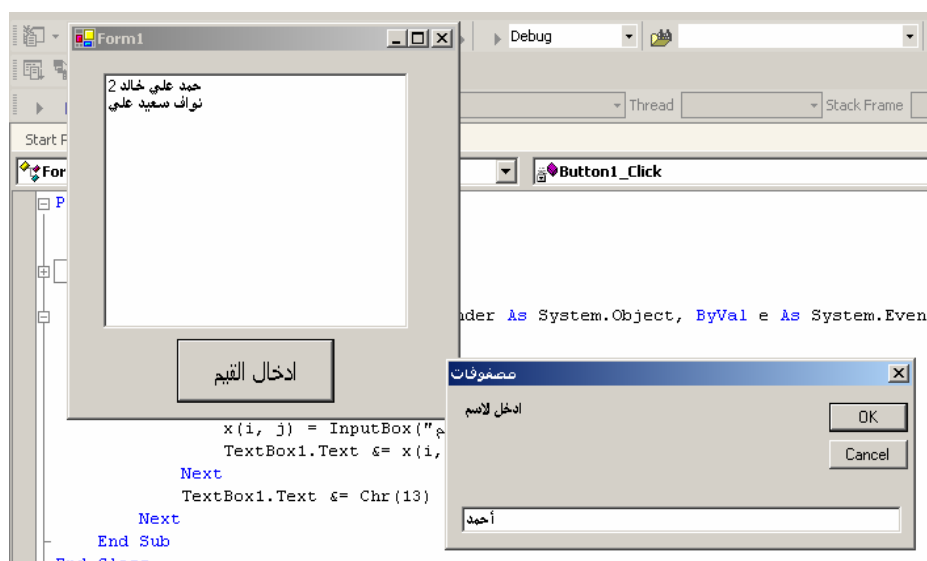 Form1
Debug
حمد علي خالد 2
نواف سعيد علي
Thread
Stack Frame
Start
For
Button1_Click
P
As System.Object, ByVal e As System.Even
ادخال القيم
مصفوفات
ادخل لاسم
OK
Cancel
أحمد
x(i, j) = InputBox("
TextBox1.Text &= x(i,
Next
TextBox1.Text &= Chr(13)
Next
End Sub
End Class